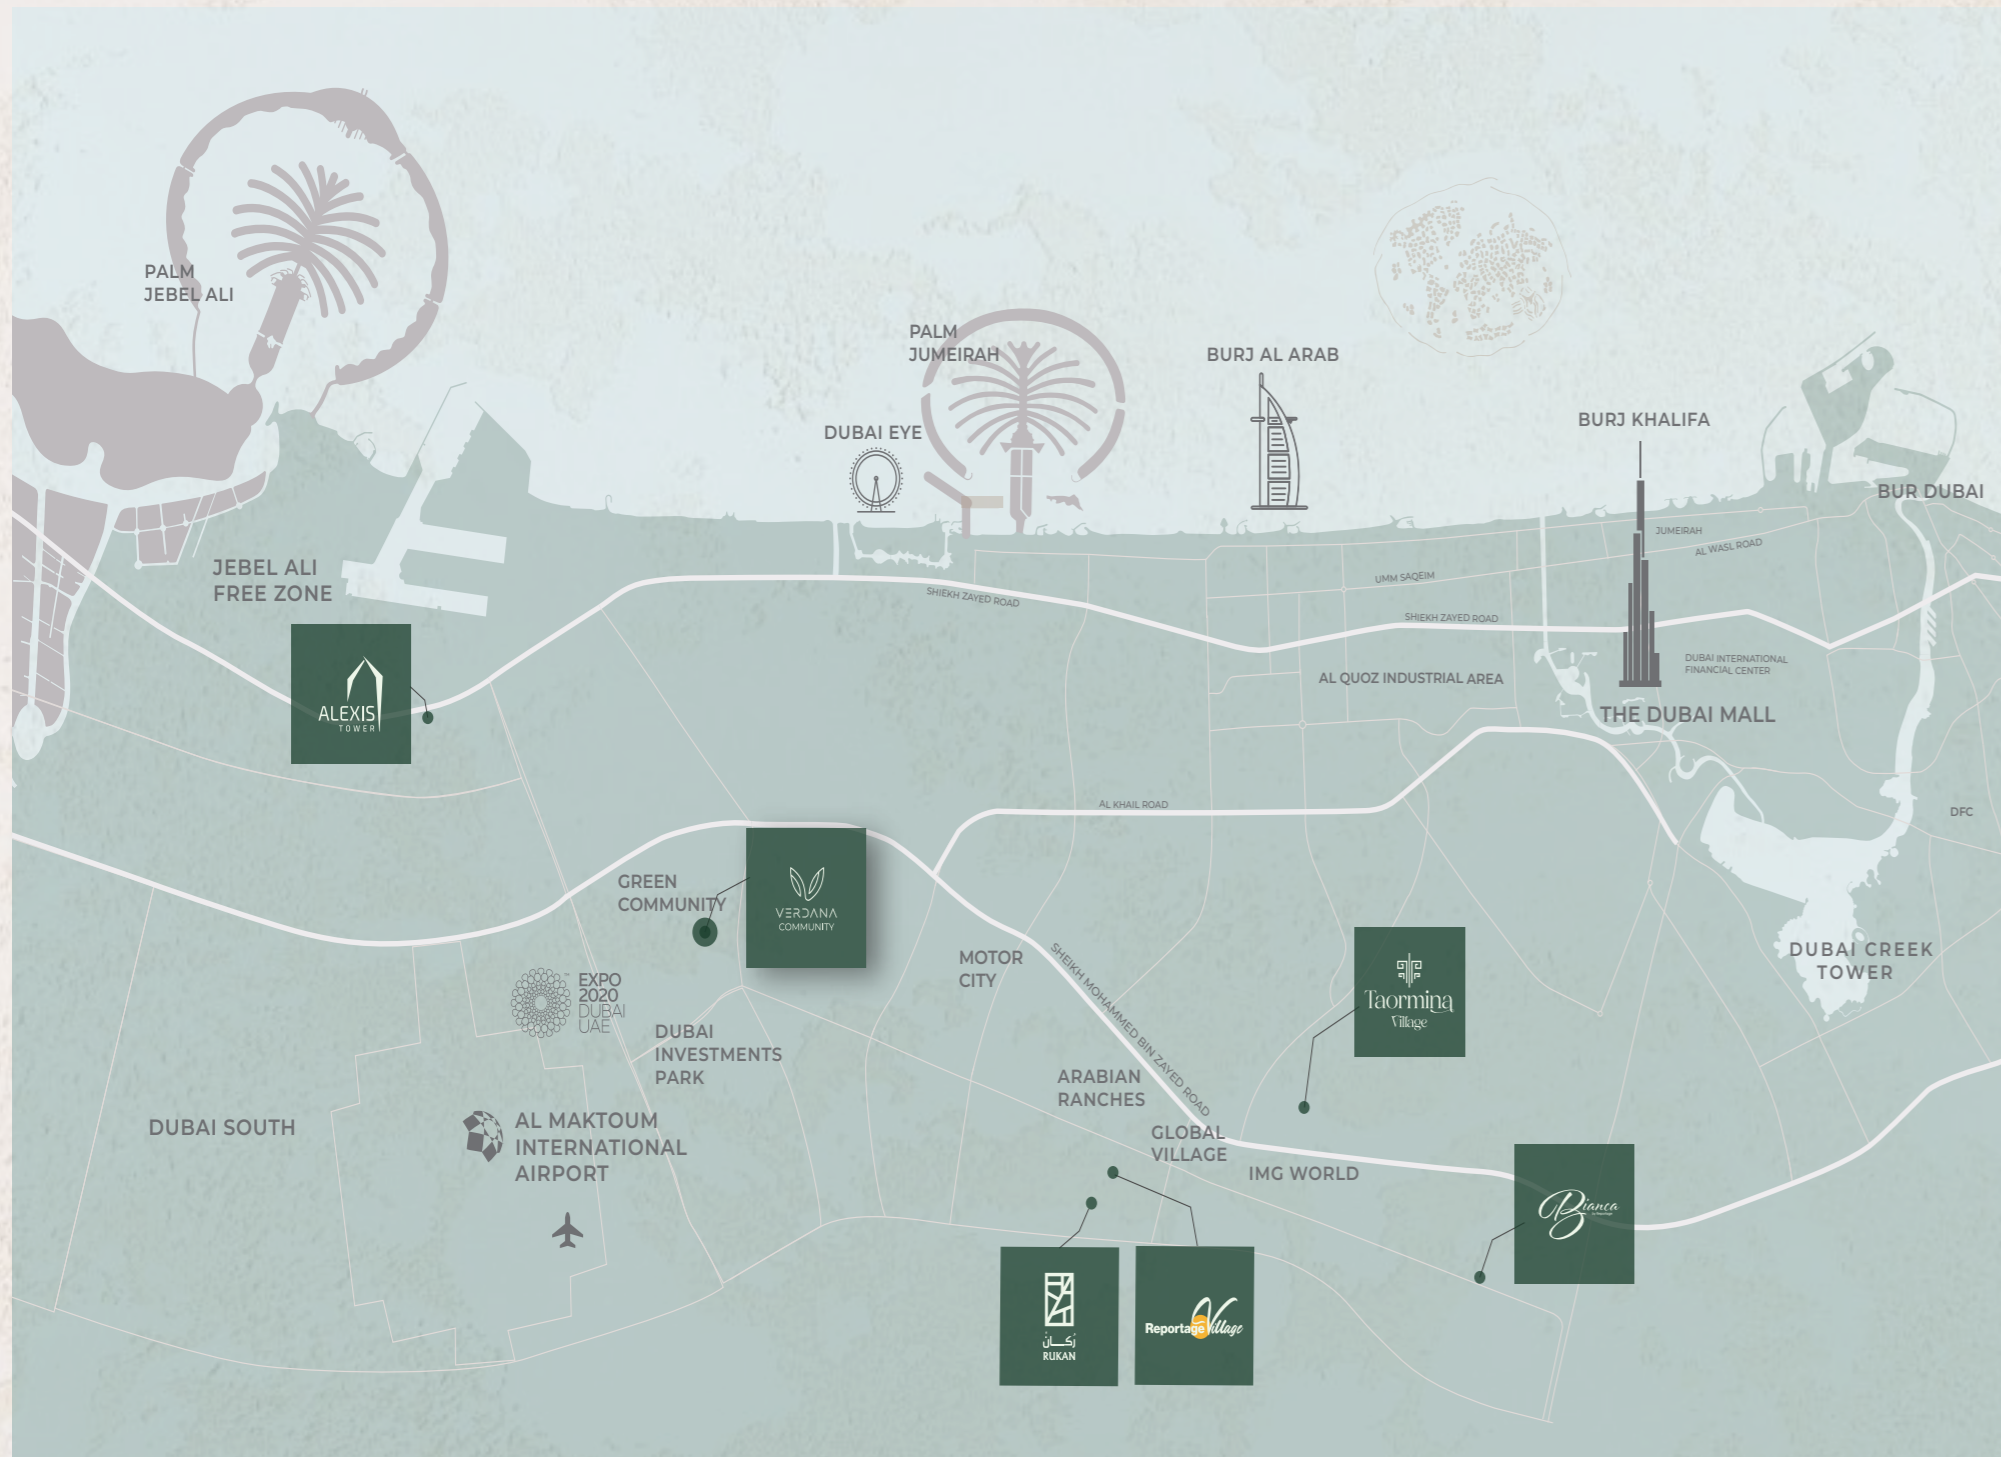 PALM
JEBEL ALI
PALM
JUMEIRAH
BURJ AL ARAB
DUBAI EYE
BURJ KHALIFA
BUR DUBAI
JUMEIRAH
AL WASL ROAD
JEBEL ALI
FREE ZONE
UMM SAQEIM
SHIEKH ZAYED ROAD
SHIEKH ZAYED ROAD
DUBAI INTERNATIONAL
FINANCIAL CENTER
AL QUOZ INDUSTRIAL AREA
THE DUBAI MALL
ALEXIS
TOWER
AL KHAIL ROAD
DFC
GREEN
COMMUNITY
VERDANA
COMMUNITY
MOTOR
CITY
SHEIKH MOHAMMED BIN ZAYED ROAD
DUBAI CREEK
TOWER
EXPO
2020
DUBAI
UAE
Taormina
Village
DUBAI
INVESTMENTS
PARK
ARABIAN
RANCHES
DUBAI SOUTH
AL MAKTOUM
INTERNATIONAL
AIRPORT
GLOBAL
VILLAGE
IMG WORLD
Bianca
رُكــانْ
RUKAN
Reportage Village